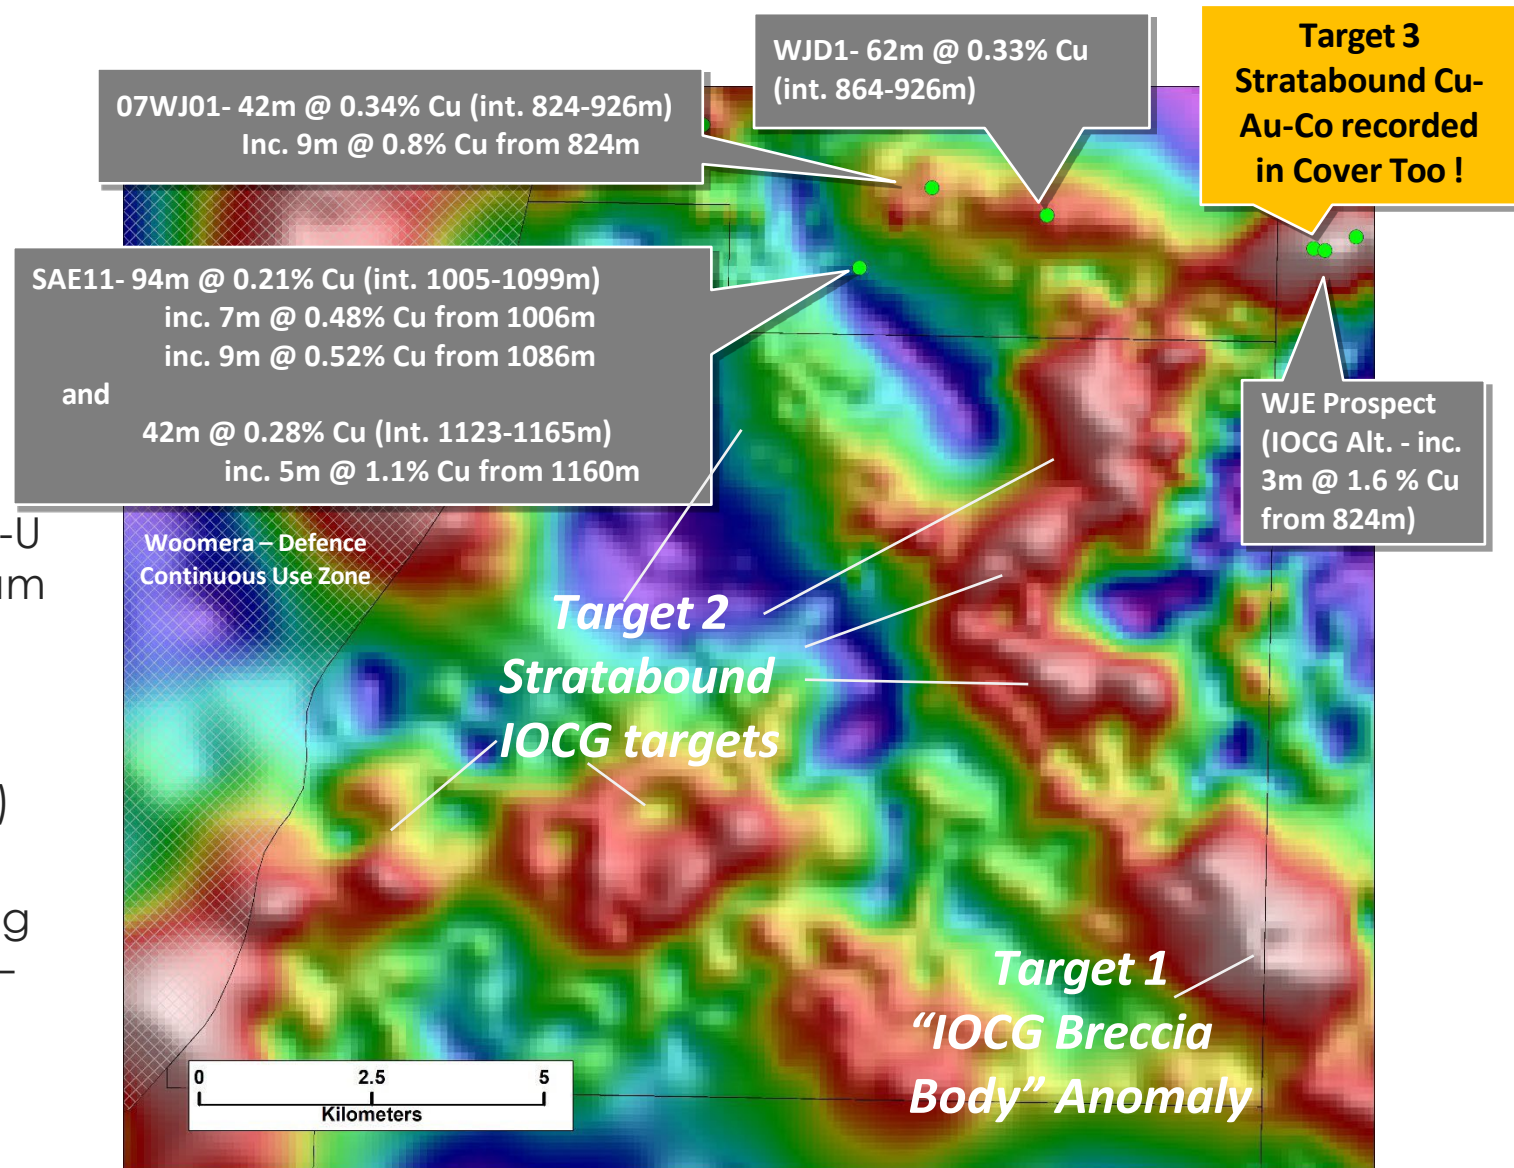 07WJ01- 42m @ 0.34% Cu (int. 824-926m)
Inc. 9m @ 0.8% Cu from 824m
WJD1- 62m @ 0.33% Cu
(int. 864-926m)
Target 3
Stratabound Cu-
Au-Co recorded
in Cover Too !
SAE11- 94m @ 0.21% Cu (int. 1005-1099m)
inc. 7m @ 0.48% Cu from 1006m
inc. 9m @ 0.52% Cu from 1086m
and
42m @ 0.28% Cu (Int. 1123-1165m)
inc. 5m @ 1.1% Cu from 1160m
WJE Prospect
(IOCG Alt. - inc.
3m @ 1.6 % Cu
from 824m)
-U
Woomera – Defence
Continuous Use Zone
Target 2
Stratabound
IOCG targets
)
g
–
Target 1
“IOCG Breccia
Body” Anomaly
0 2.5 5
Kilometers